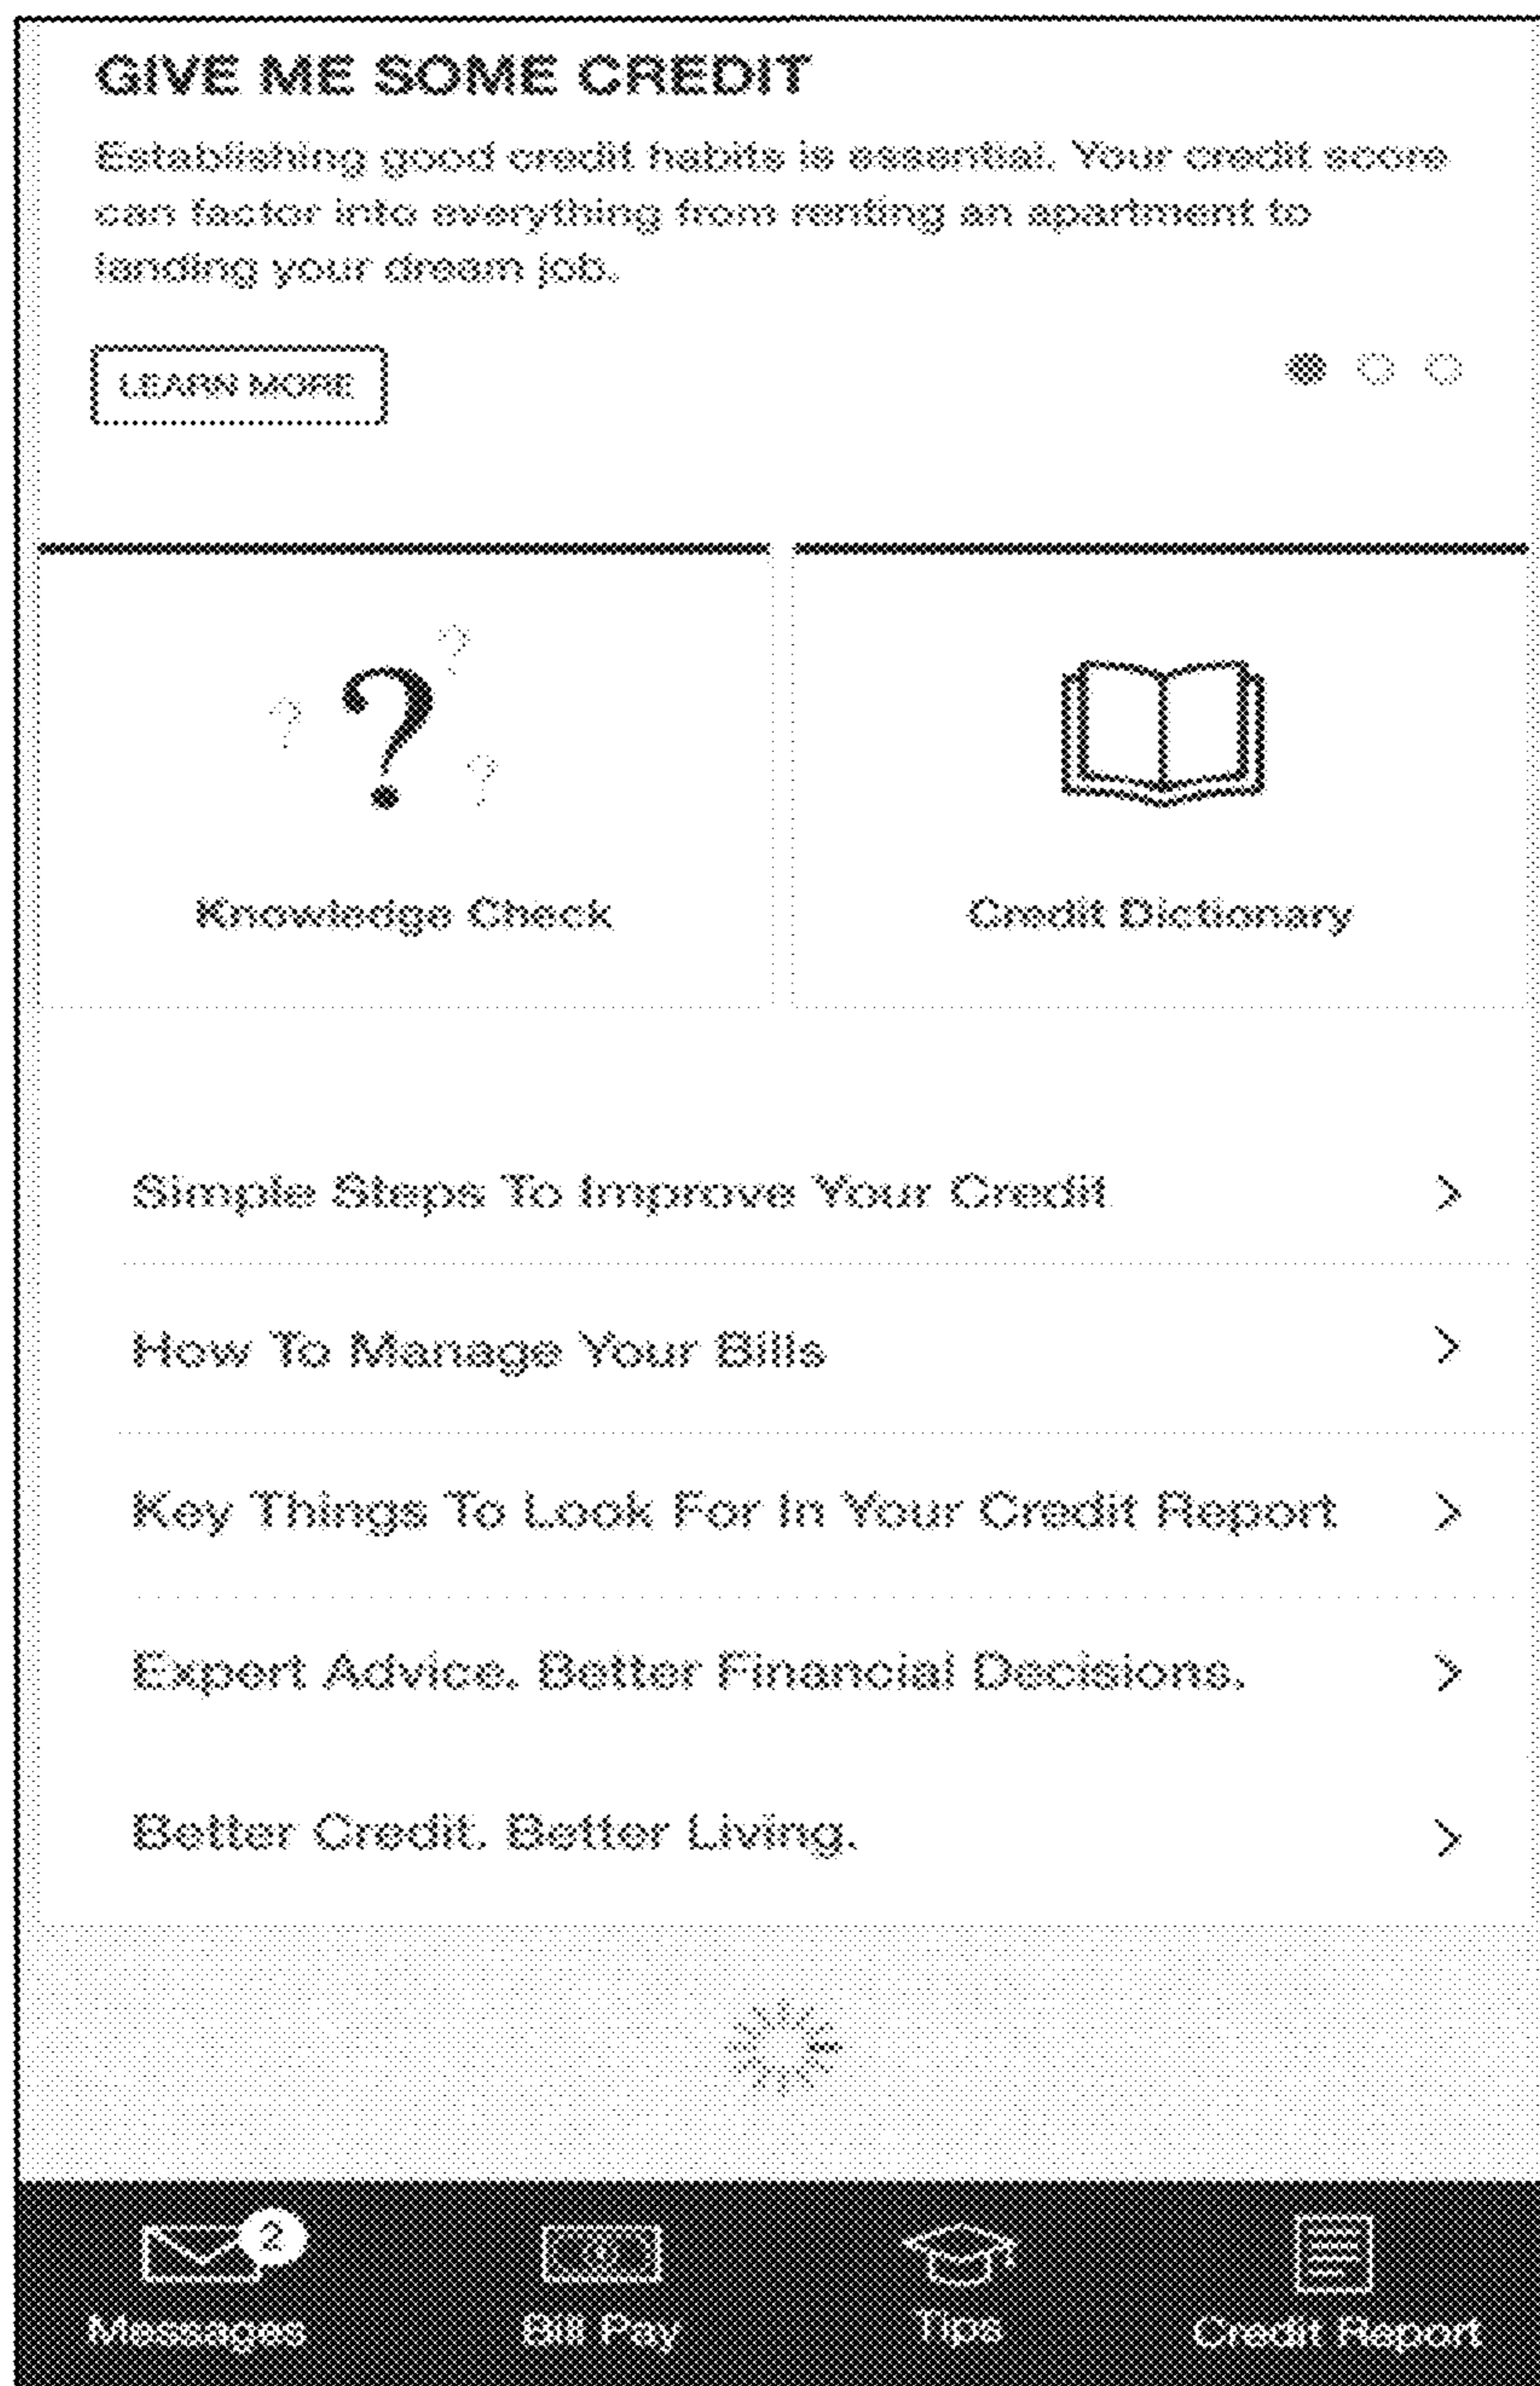 GIVE ME SOME CREDIT
Establishing good credit habits is essential. Your credit score
can factor into everything from renting an apartment to
landing your dream job.
LEARN MORE
? ? ? ?
Knowledge Check
Credit Dictionary
Simple Steps To Improve Your Credit
How To Manage Your Bills
Key Things To Look For In Your Credit Report
Expert Advice. Better Financial Decisions.
Better Credit. Better Living.
2
Messages
Bill Pay
Tips
Credit Report